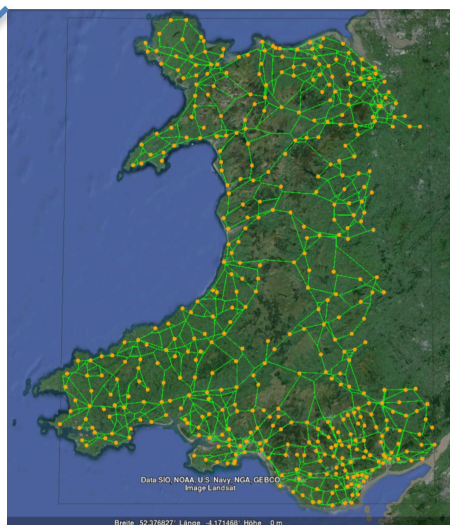 Data SIO, NOAA, U.S. Navy, NGA, GEBCO
Image Landsat
Breite 52.376827° Länge -4.171468° Höhe 0 m